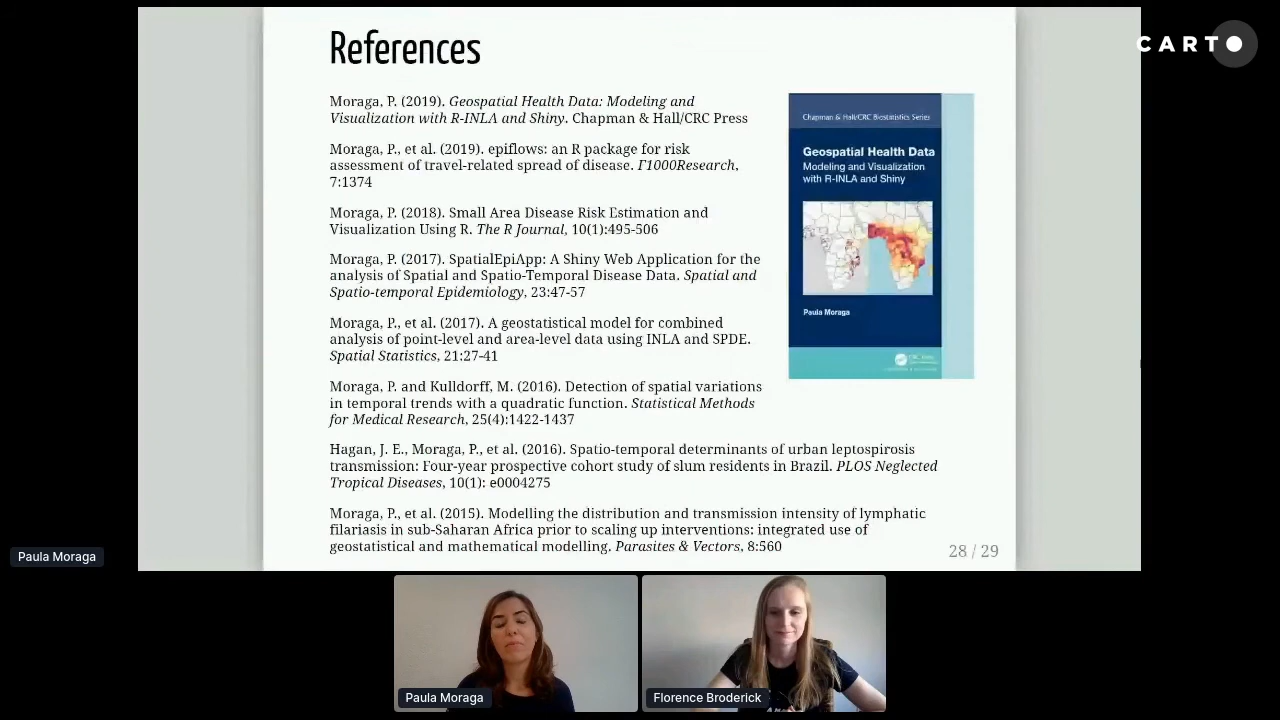 References
CARTO
Moraga, P. (2019). Geospatial Health Data: Modeling and
Visualization with R-INLA and Shiny. Chapman & Hall/CRC Press
Moraga, P., et al. (2019). epiflows: an R package for risk
assessment of travel-related spread of disease. F1000Research,
7:1374
Moraga, P. (2018). Small Area Disease Risk Estimation and
Visualization Using R. The R Journal, 10(1):495-506
Moraga, P. (2017). SpatialEpiApp: A Shiny Web Application for the
analysis of Spatial and Spatio-Temporal Disease Data. Spatial and
Spatio-temporal Epidemiology, 23:47-57
Moraga, P., et al. (2017). A geostatistical model for combined
analysis of point-level and area-level data using INLA and SPDE.
Spatial Statistics, 21:27-41
Moraga, P. and Kulldorff, M. (2016). Detection of spatial variations
in temporal trends with a quadratic function. Statistical Methods
for Medical Research, 25(4):1422-1437
Hagan, J. E., Moraga, P., et al. (2016). Spatio-temporal determinants of urban leptospirosis
transmission: Four-year prospective cohort study of slum residents in Brazil. PLOS Neglected
Tropical Diseases, 10(1): e0004275
Moraga, P., et al. (2015). Modelling the distribution and transmission intensity of lymphatic
filariasis in sub-Saharan Africa prior to scaling up interventions: integrated use of
geostatistical and mathematical modelling. Parasites & Vectors, 8:560
Chapman & Hall/CRC Biostatistics Series
Geospatial Health Data
Modeling and Visualization
with R-INLA and Shiny
Paula Moraga
28 / 29
Paula Moraga
Paula Moraga
Florence Broderick